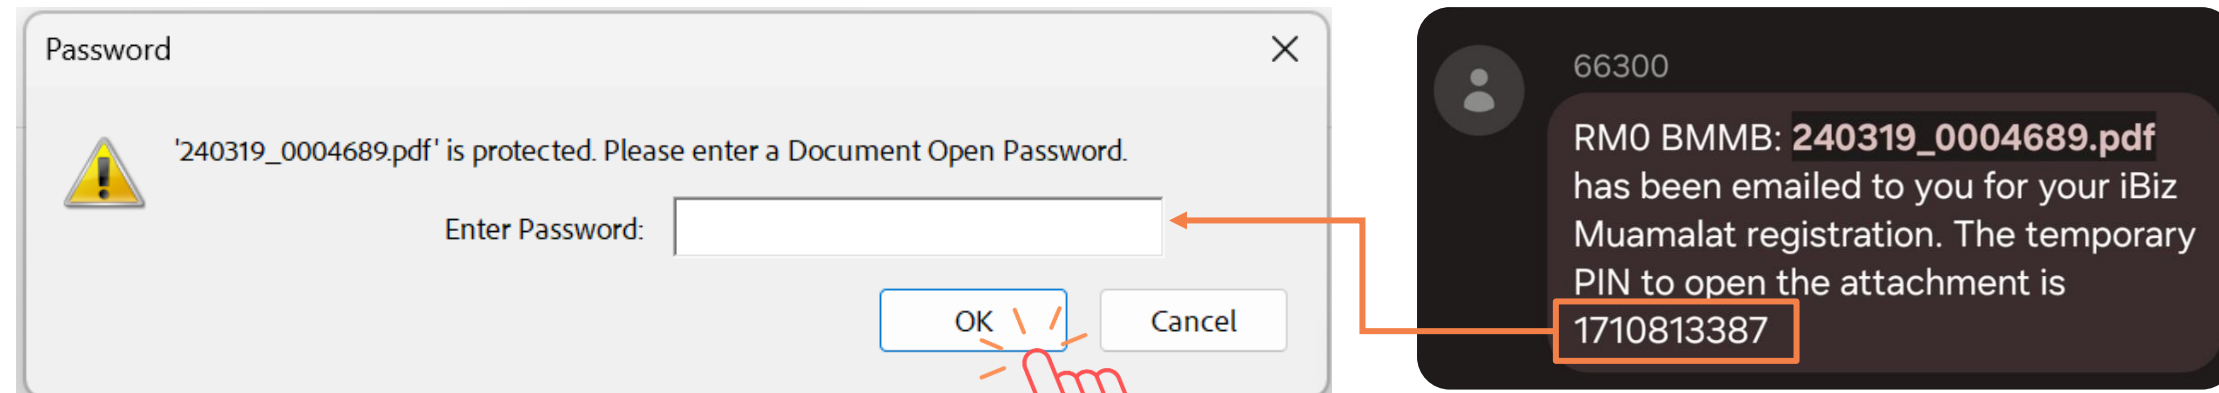 Password
'240319_0004689.pdf' is protected. Please enter a Document Open Password.
Enter Password:
OK
Cancel
66300
RM0 BMMB: 240319_0004689.pdf
has been emailed to you for your iBiz
Muamalat registration. The temporary
PIN to open the attachment is
1710813387